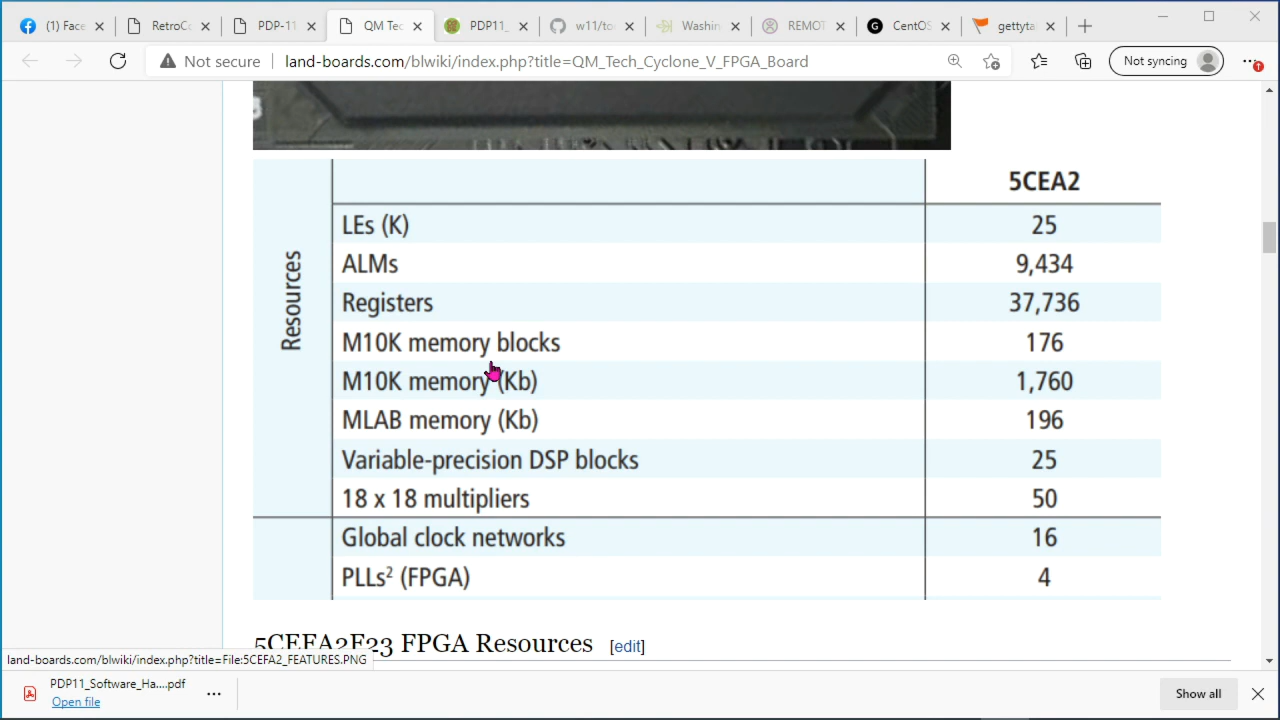 (1) Face
RetroCo
PDP-11
QM Tec
PDP11_
w11/to
Washin
REMOT
CentOS
gettyta
Not secure
land-boards.com/blwiki/index.php?title=QM_Tech_Cyclone_V_FPGA_Board
Not syncing
5CEA2
Resources
LEs (K) 25
ALMs 9,434
Registers 37,736
M10K memory blocks 176
M10K memory (Kb) 1,760
MLAB memory (Kb) 196
Variable-precision DSP blocks 25
18 x 18 multipliers 50
Global clock networks 16
PLLs² (FPGA) 4
5CEFA2F23 FPGA Resources [edit]
land-boards.com/blwiki/index.php?title=File:5CEFA2_FEATURES.PNG
PDP11_Software_Ha....pdf
Open file
Show all